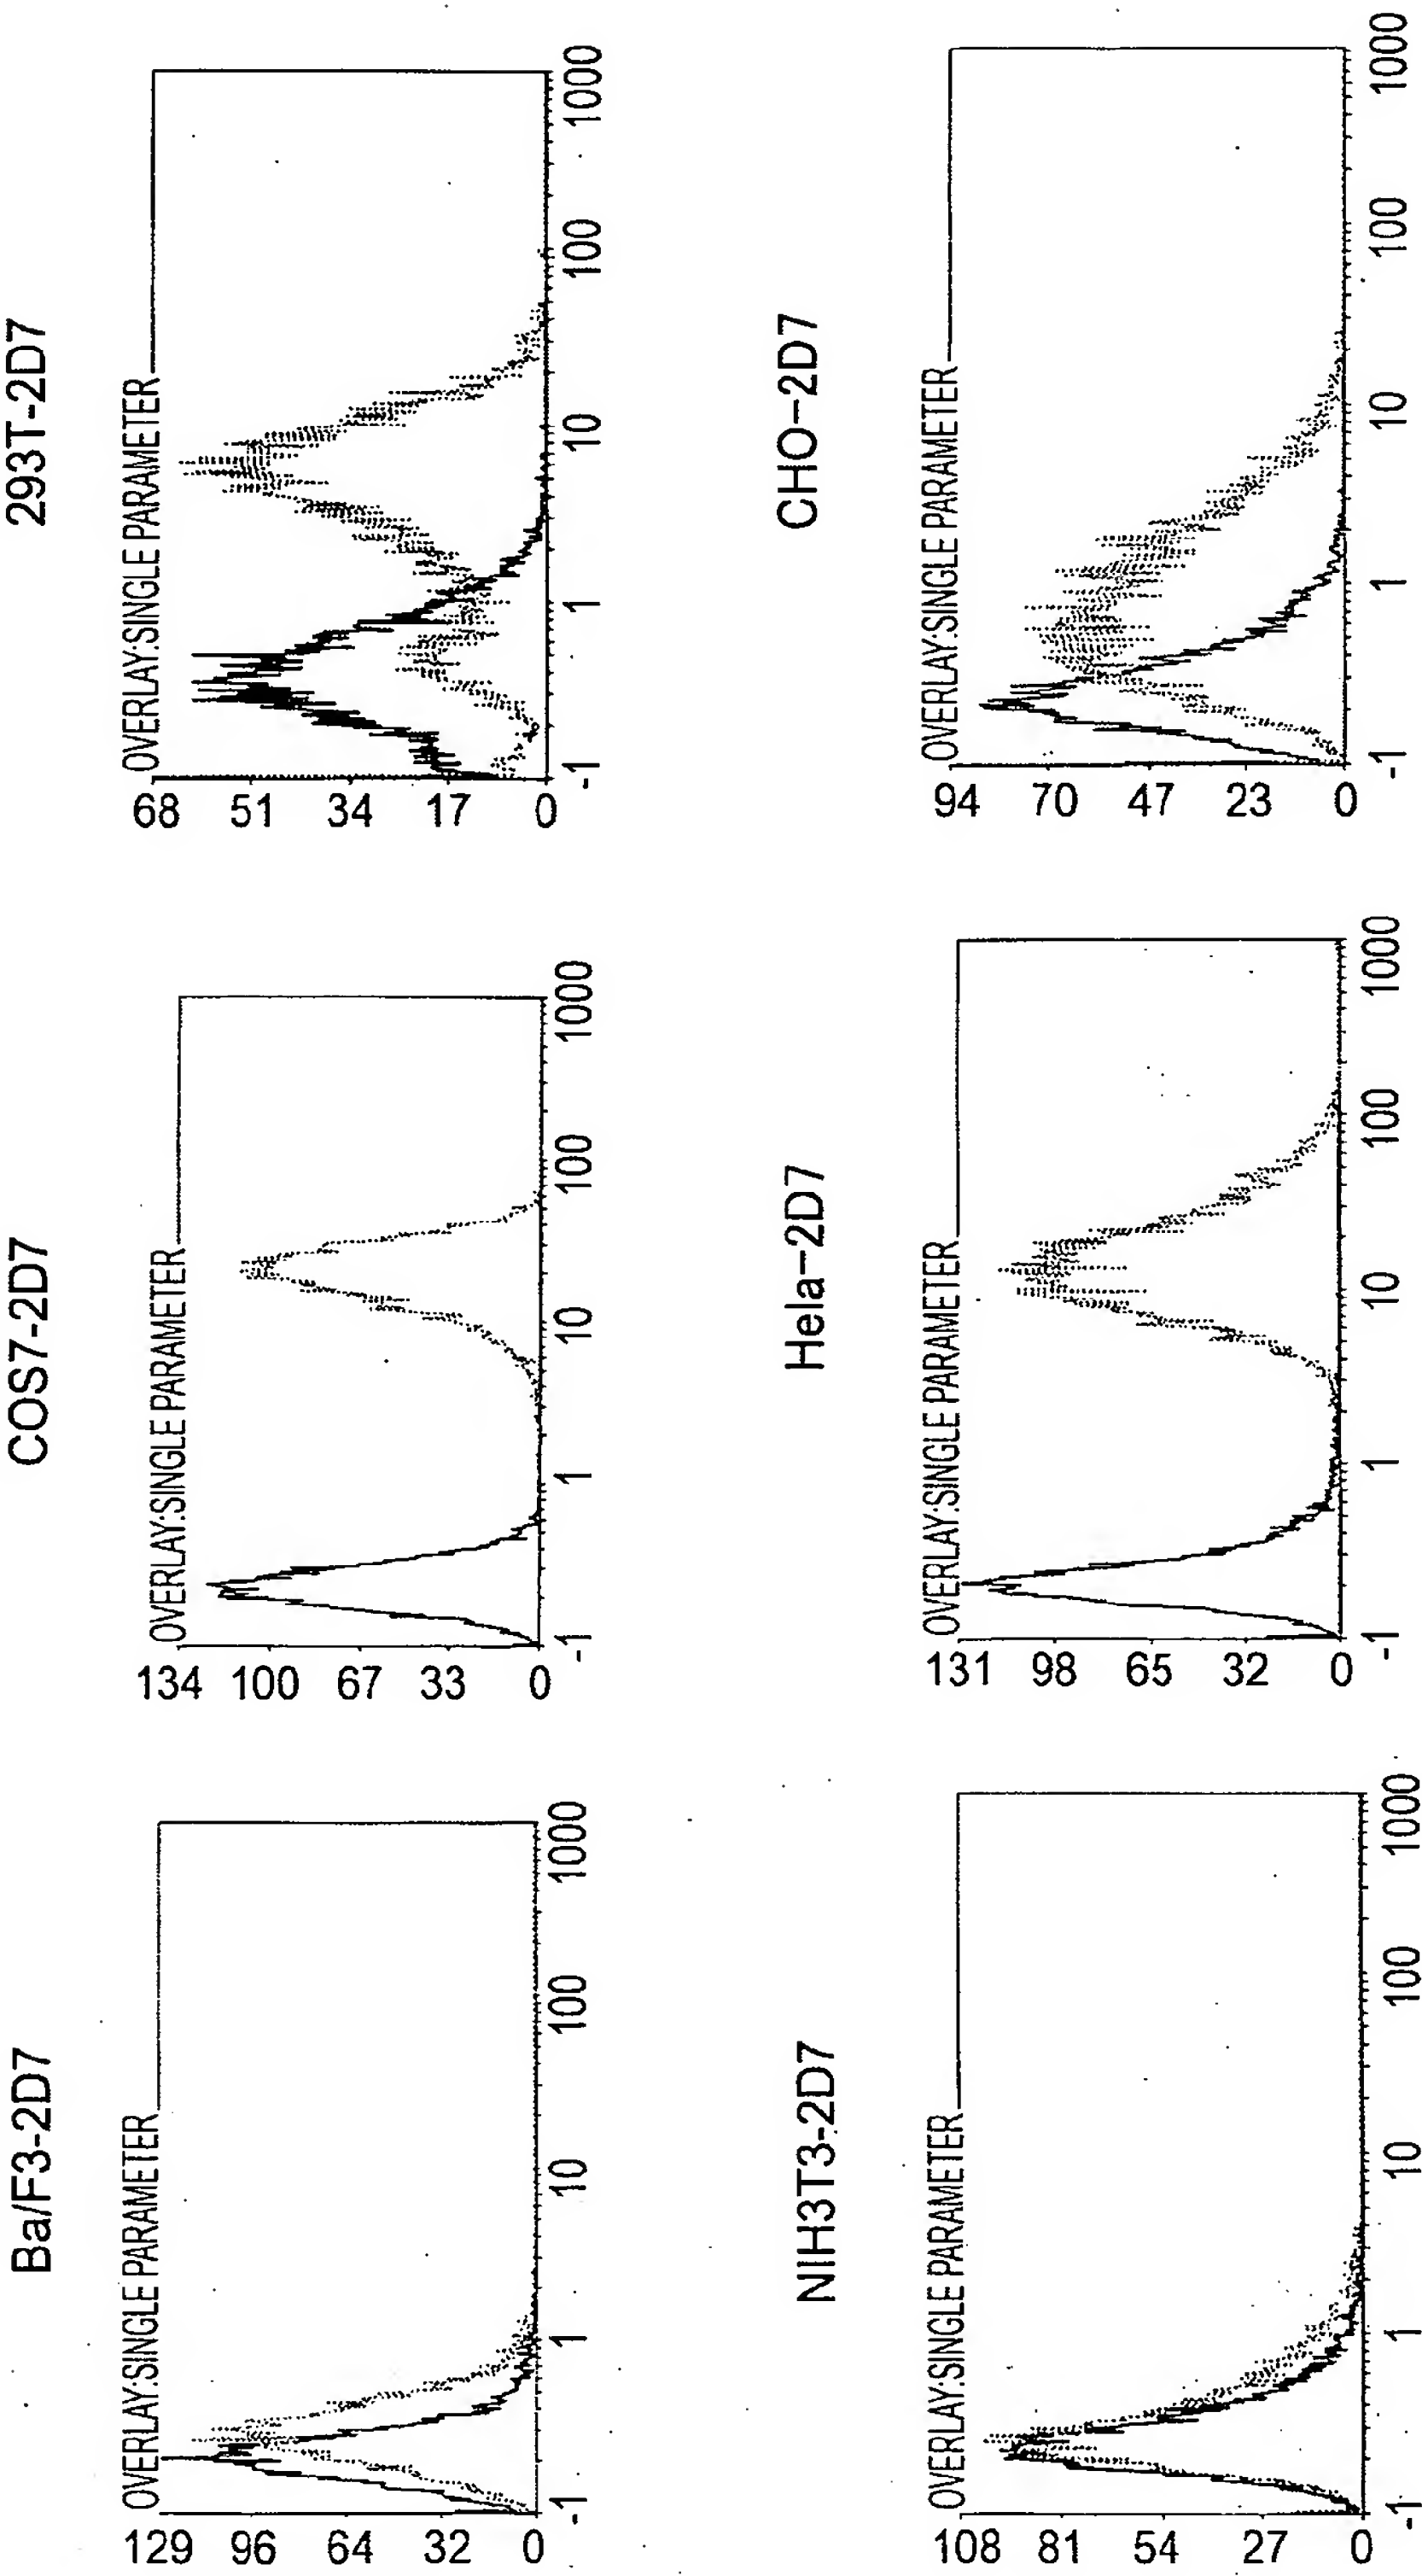 Ba/F3-2D7
OVERLAY:SINGLE PARAMETER
129
96
64
32
0
-1 1 10 100 1000
COS7-2D7
OVERLAY:SINGLE PARAMETER
134
100
67
33
0
-1 1 10 100 1000
293T-2D7
OVERLAY:SINGLE PARAMETER
68
51
34
17
0
-1 1 10 100 1000
NIH3T3-2D7
OVERLAY:SINGLE PARAMETER
108
81
54
27
0
-1 1 10 100 1000
Hela-2D7
OVERLAY:SINGLE PARAMETER
131
98
65
32
0
-1 1 10 100 1000
CHO-2D7
OVERLAY:SINGLE PARAMETER
94
70
47
23
0
-1 1 10 100 1000